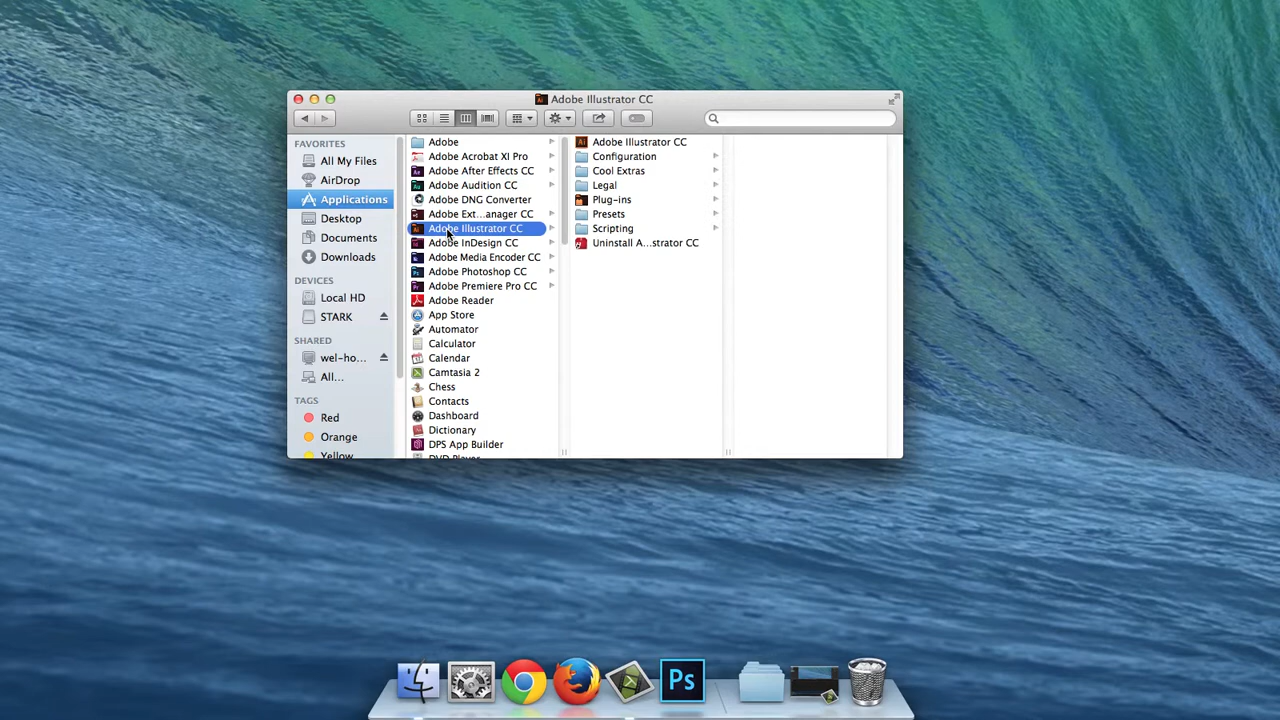 Adobe Illustrator CC
FAVORITES
All My Files
AirDrop
Applications
Desktop
Documents
Downloads
DEVICES
Local HD
STARK
SHARED
wel-ho...
All...
TAGS
Red
Orange
Yellow
Adobe
Adobe Acrobat XI Pro
Adobe After Effects CC
Adobe Audition CC
Adobe DNG Converter
Adobe Ext...anager CC
Adobe Illustrator CC
Adobe InDesign CC
Adobe Media Encoder CC
Adobe Photoshop CC
Adobe Premiere Pro CC
Adobe Reader
App Store
Automator
Calculator
Calendar
Camtasia 2
Chess
Contacts
Dashboard
Dictionary
DPS App Builder
DVD Player
Adobe Illustrator CC
Configuration
Cool Extras
Legal
Plug-ins
Presets
Scripting
Uninstall A...strator CC
Ps